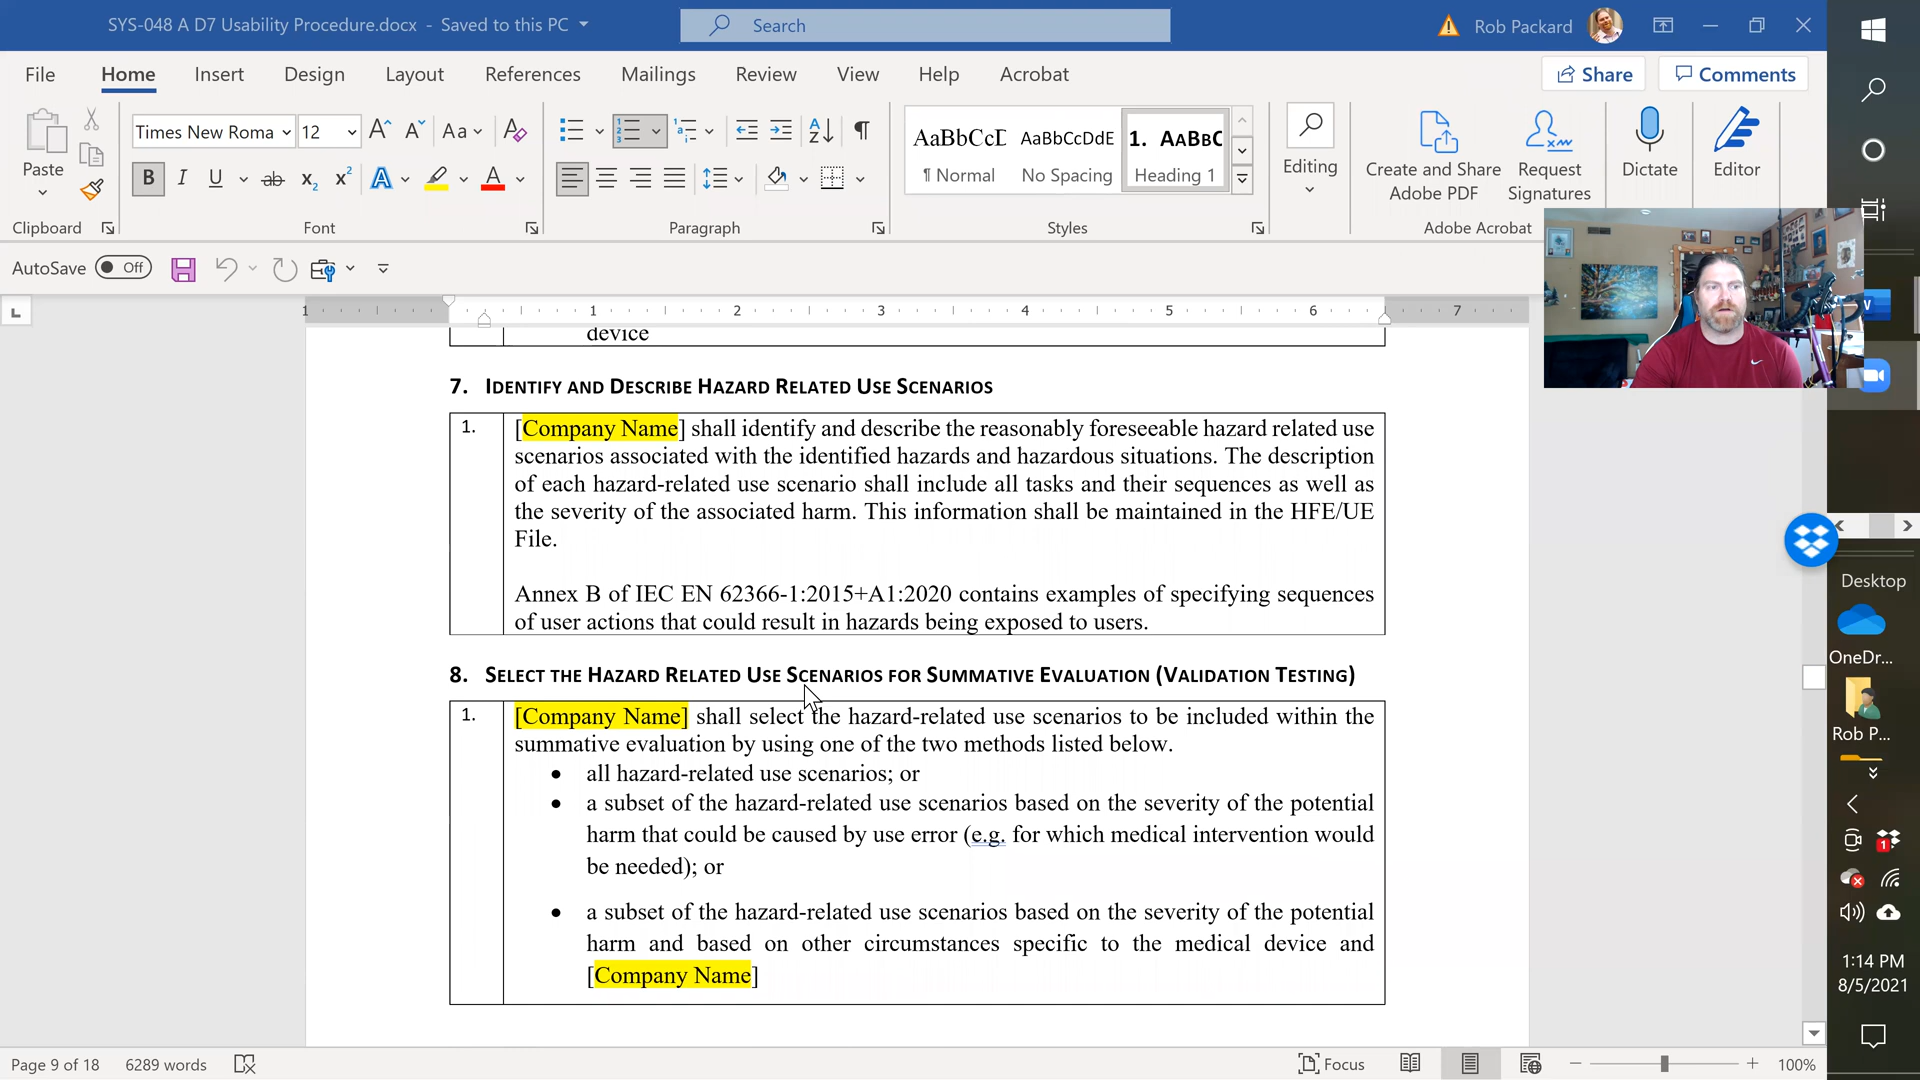 SYS-048 A D7 Usability Procedure.docx - Saved to this PC
Search
Rob Packard
File Home Insert Design Layout References Mailings Review View Help Acrobat
Share
Comments
Paste
Clipboard
Times New Roma
12
Aa
B I U ab x2 x2 A A
Font
Paragraph
AaBbCcDd
¶ Normal
AaBbCcDdE
No Spacing
1. AABBC
Heading 1
Styles
Editing
Create and Share
Adobe PDF
Request
Signatures
Adobe Acrobat
Dictate
Editor
AutoSave Off
1 1 2 3 4 5 6 7
device
7. IDENTIFY AND DESCRIBE HAZARD RELATED USE SCENARIOS
1. [Company Name] shall identify and describe the reasonably foreseeable hazard related use
scenarios associated with the identified hazards and hazardous situations. The description
of each hazard-related use scenario shall include all tasks and their sequences as well as
the severity of the associated harm. This information shall be maintained in the HFE/UE
File.
Annex B of IEC EN 62366-1:2015+A1:2020 contains examples of specifying sequences
of user actions that could result in hazards being exposed to users.
8. SELECT THE HAZARD RELATED USE SCENARIOS FOR SUMMATIVE EVALUATION (VALIDATION TESTING)
1. [Company Name] shall select the hazard-related use scenarios to be included within the
summative evaluation by using one of the two methods listed below.
• all hazard-related use scenarios; or
• a subset of the hazard-related use scenarios based on the severity of the potential
harm that could be caused by use error (e.g. for which medical intervention would
be needed); or
• a subset of the hazard-related use scenarios based on the severity of the potential
harm and based on other circumstances specific to the medical device and
[Company Name]
Desktop
OneDr...
Rob P...
1
1:14 PM
8/5/2021
Page 9 of 18
6289 words
Focus
100%